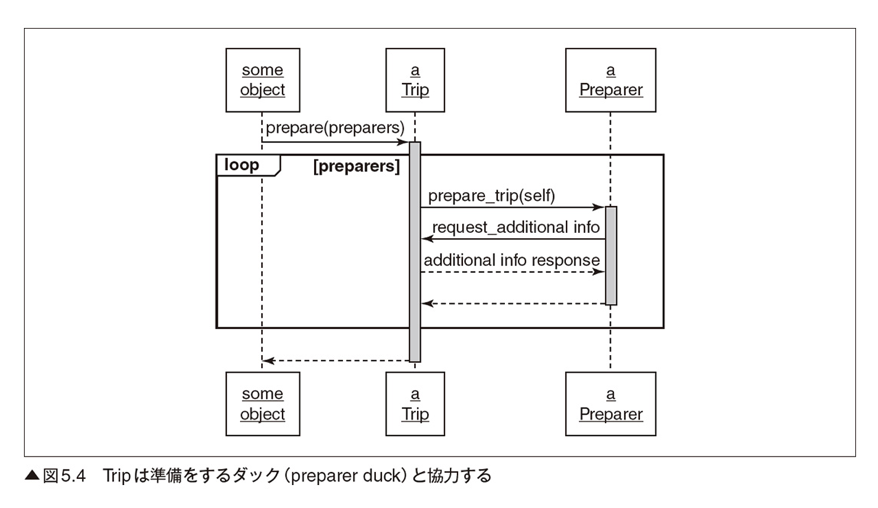 some
object
a
Trip
a
Preparer
prepare(preparers)
loop
[preparers]
prepare_trip(self)
request_additional info
additional info response
some
object
a
Trip
a
Preparer
▲図5.4 Tripは準備をするダック(preparer duck)と協力する